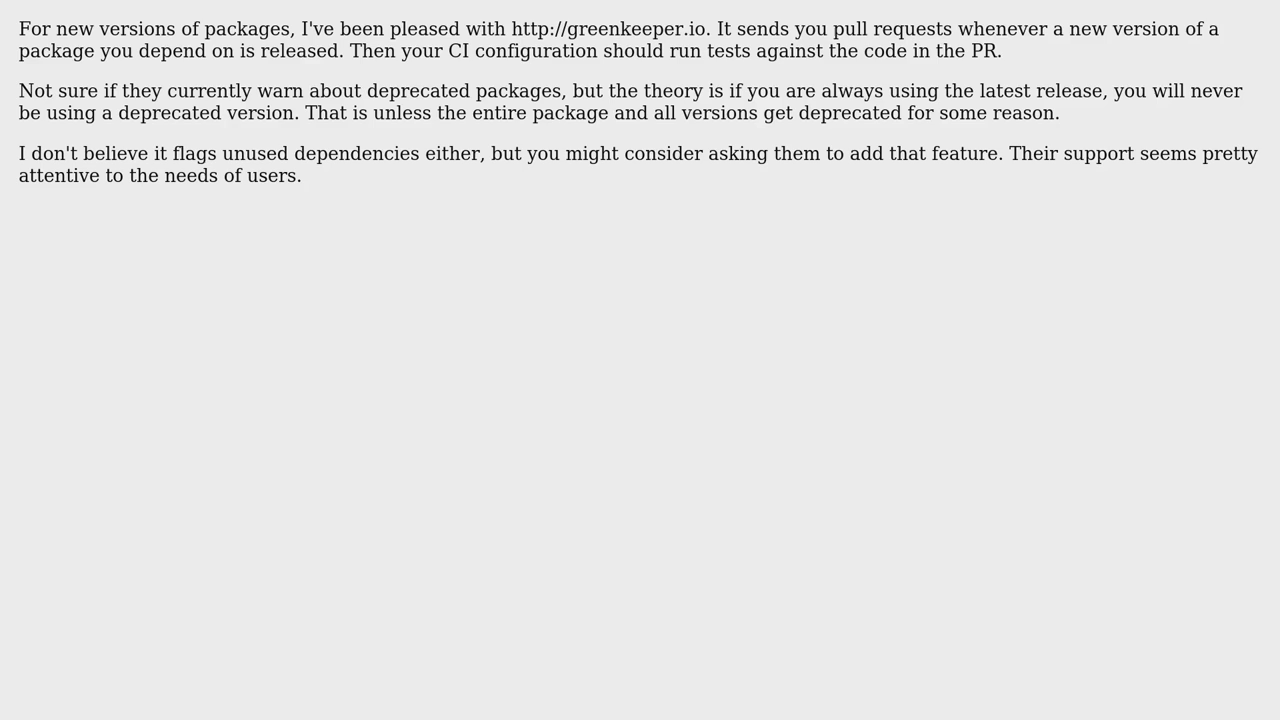 For new versions of packages, I've been pleased with http://greenkeeper.io. It sends you pull requests whenever a new version of a
package you depend on is released. Then your CI configuration should run tests against the code in the PR.
Not sure if they currently warn about deprecated packages, but the theory is if you are always using the latest release, you will never
be using a deprecated version. That is unless the entire package and all versions get deprecated for some reason.
I don't believe it flags unused dependencies either, but you might consider asking them to add that feature. Their support seems pretty
attentive to the needs of users.